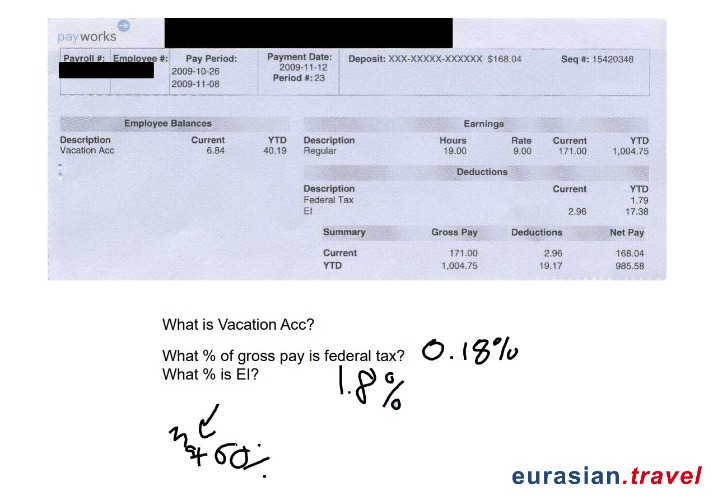 payworks
Payroll #: Employee #: Pay Period: Payment Date: Deposit: XXX-XXXXX-XXXXXX $168.04 Seq #: 15420348
2009-10-26 2009-11-12
2009-11-08 Period #: 23
Employee Balances Earnings
Description Current YTD Description Hours Rate Current YTD
Vacation Acc 6.84 40.19 Regular 19.00 9.00 171.00 1,004.75
Deductions
Description Current YTD
Federal Tax 1.79
EI 2.96 17.38
Summary Gross Pay Deductions Net Pay
Current 171.00 2.96 168.04
YTD 1,004.75 19.17 985.58
What is Vacation Acc?
What % of gross pay is federal tax? 0.18%
What % is EI? 1.8%
eurasian.travel